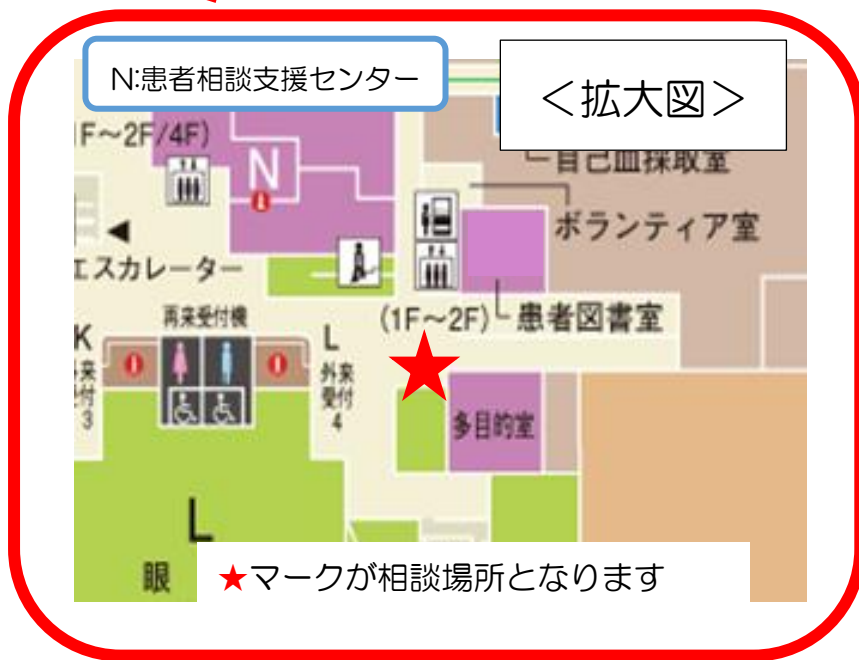 N:患者相談支援センター
＜拡大図＞
1F～2F/4F)
N
自己血採取室
ボランティア室
エスカレーター
再来受付機
(1F～2F)
患者図書室
K
外来
受付
3
L
外来
受付
4
多目的室
L
眼
★マークが相談場所となります